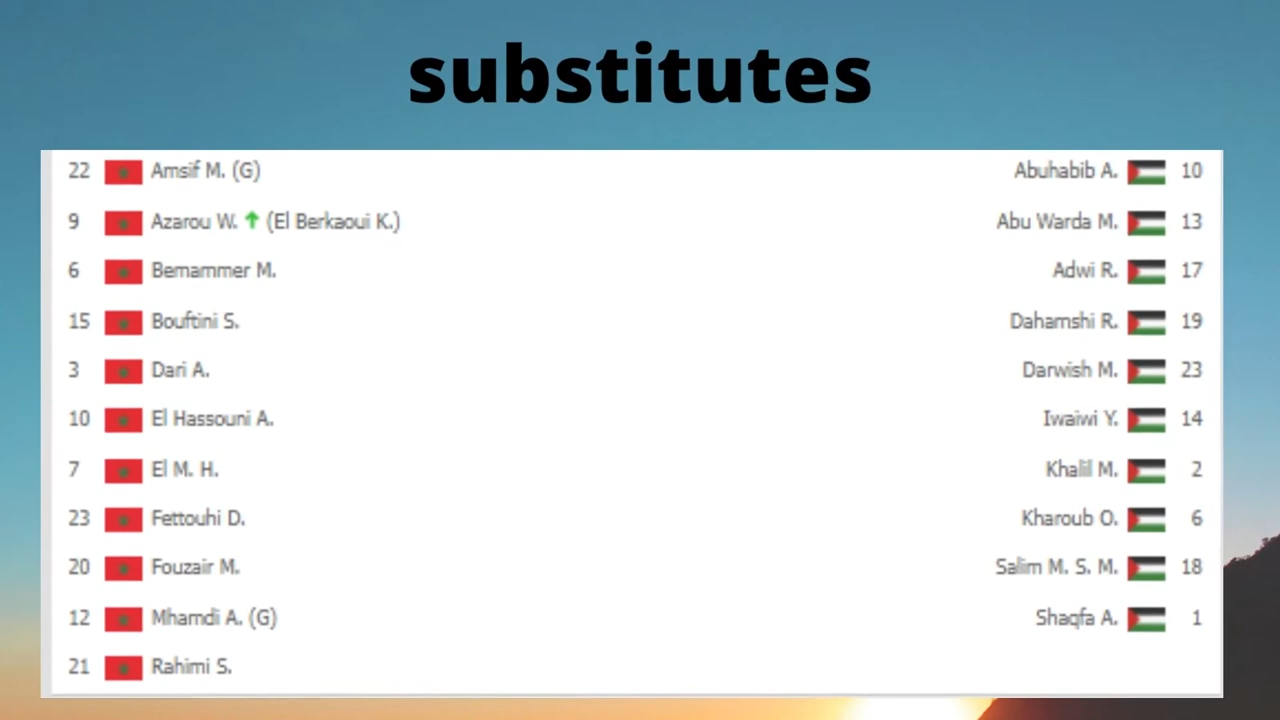 substitutes
22 Amsif M. (G) Abuhabib A. 10
9 Azarou W. ↑ (El Berkaoui K.) Abu Warda M. 13
6 Bemammer M. Adwi R. 17
15 Bouftini S. Dahamshi R. 19
3 Dari A. Darwish M. 23
10 El Hassouni A. Iwaiwi Y. 14
7 El M. H. Khalil M. 2
23 Fettouhi D. Kharoub O. 6
20 Fouzair M. Salim M. S. M. 18
12 Mhamdi A. (G) Shaqfa A. 1
21 Rahimi S.